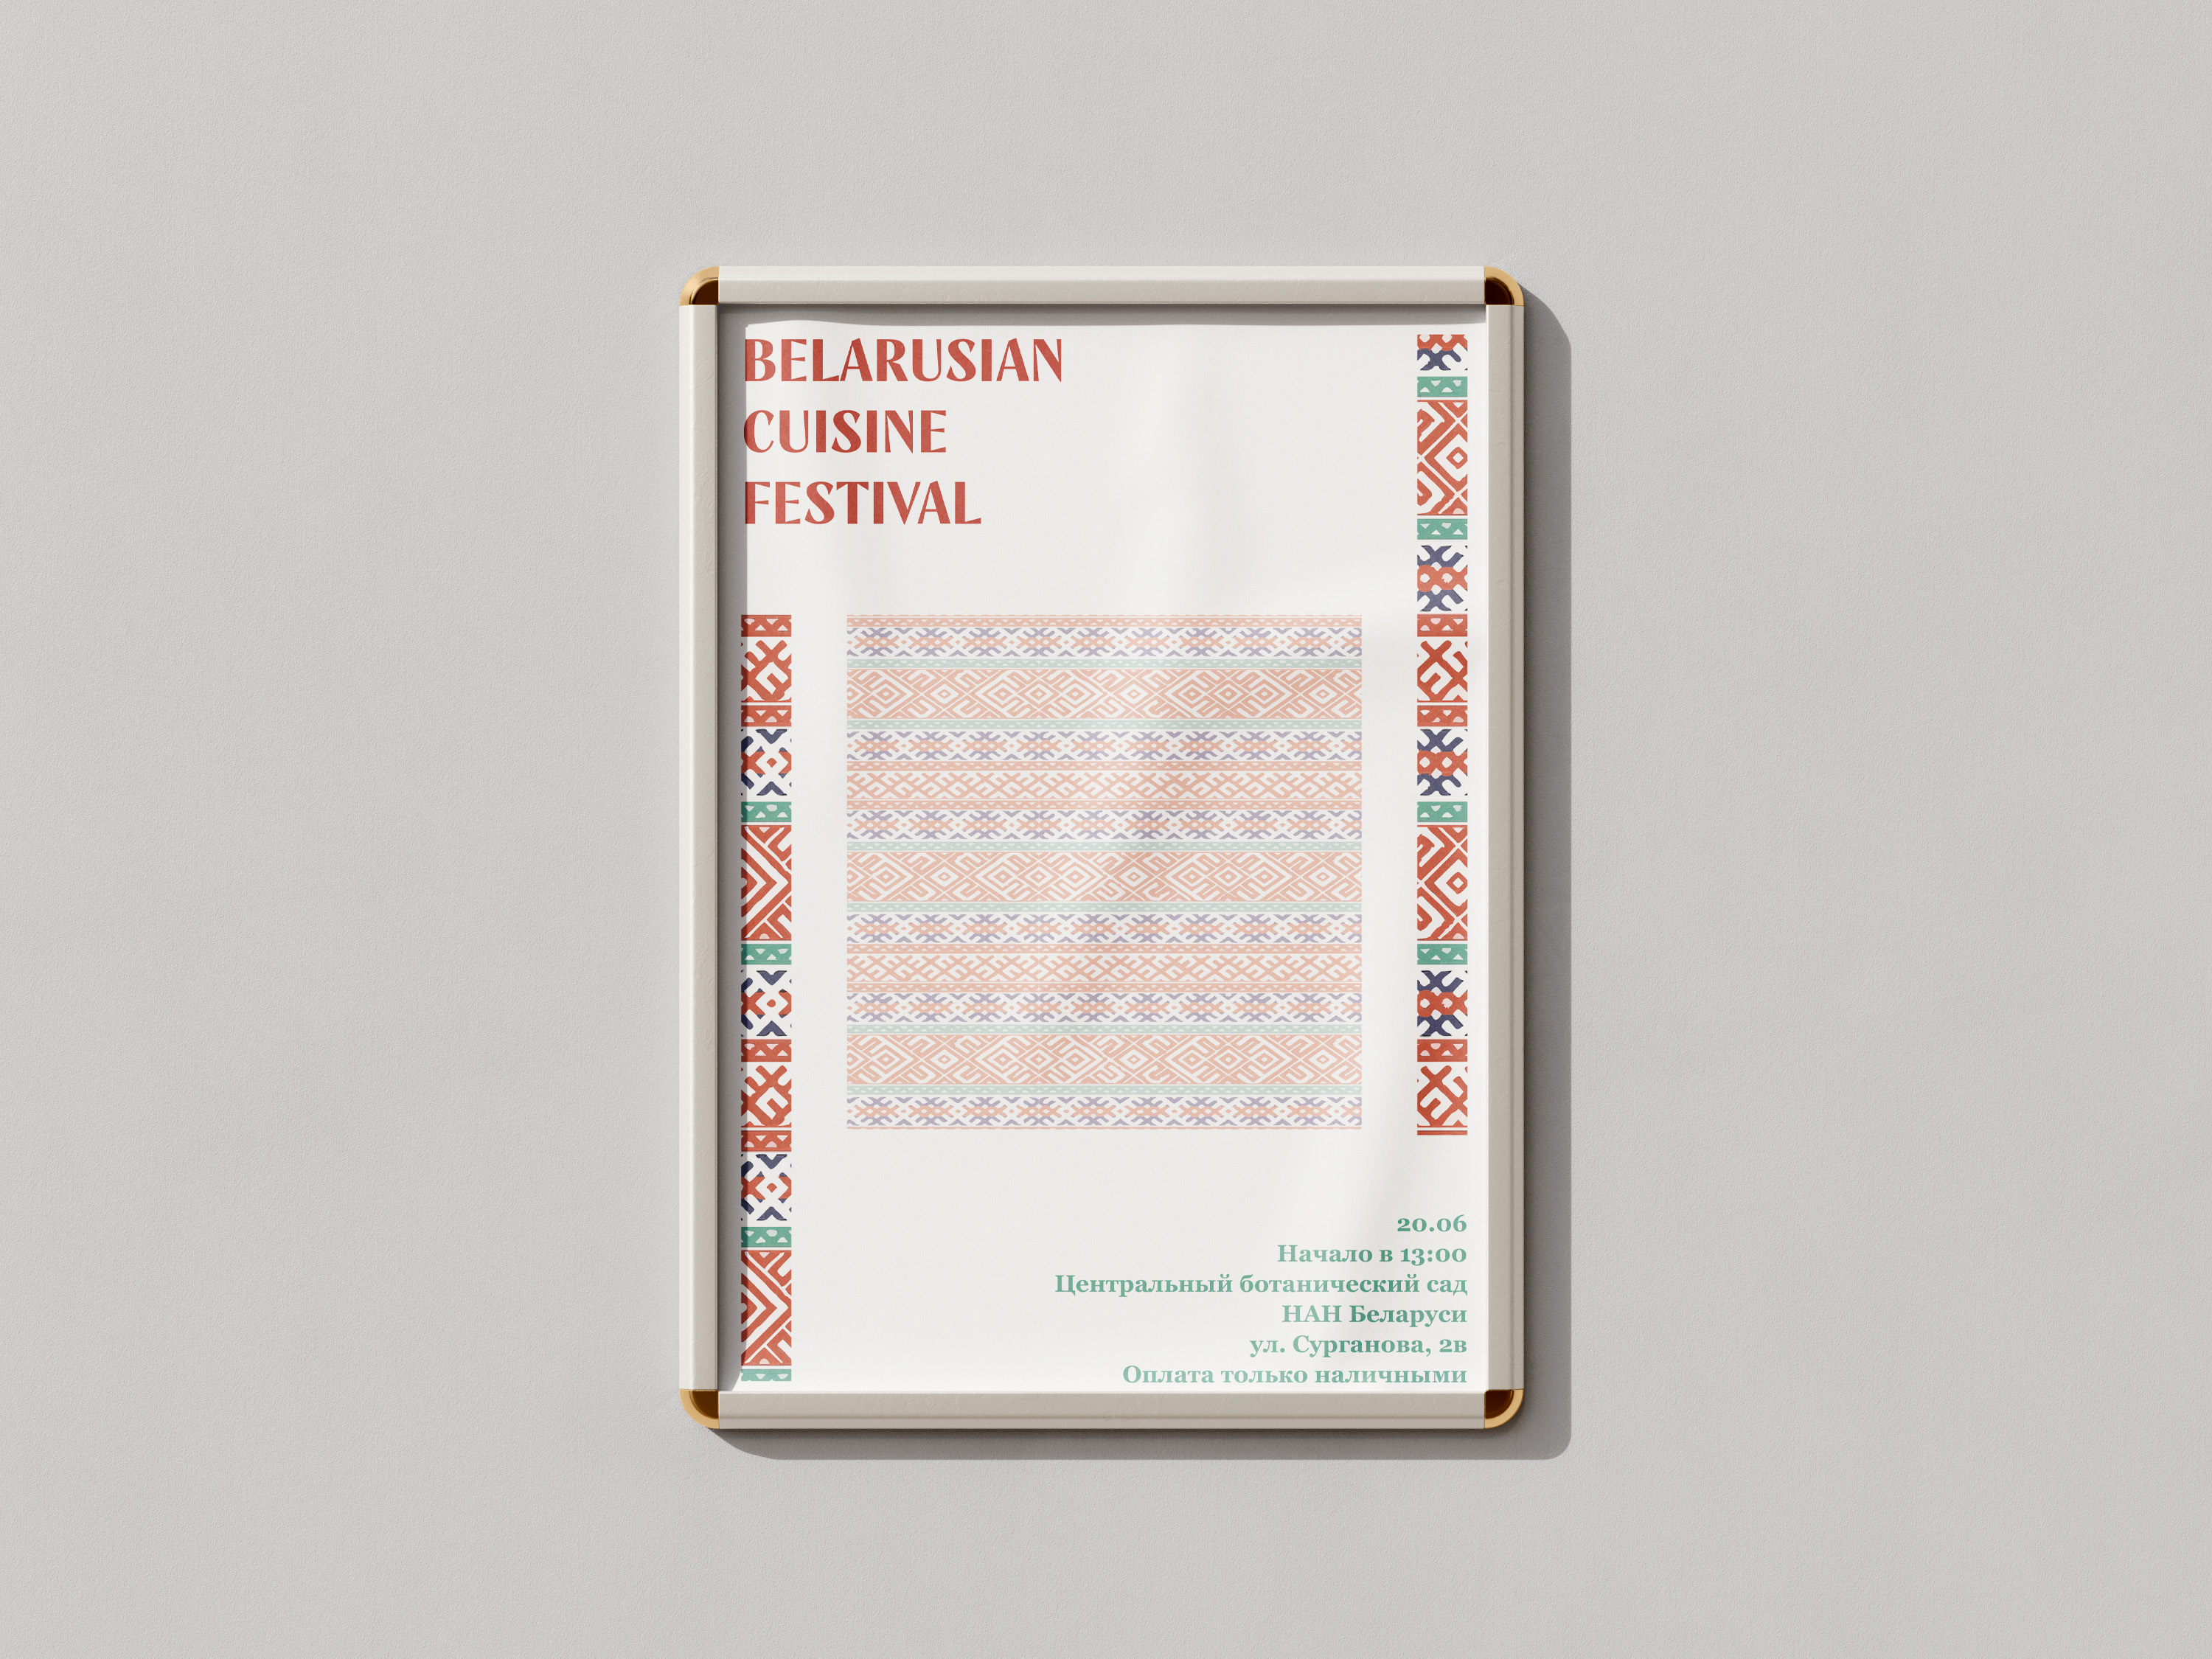 BELARUSIAN
CUISINE
FESTIVAL
20.06
Начало в 13:00
Центральный ботанический сад
НАН Беларуси
ул. Сурганова, 2в
Оплата только наличными